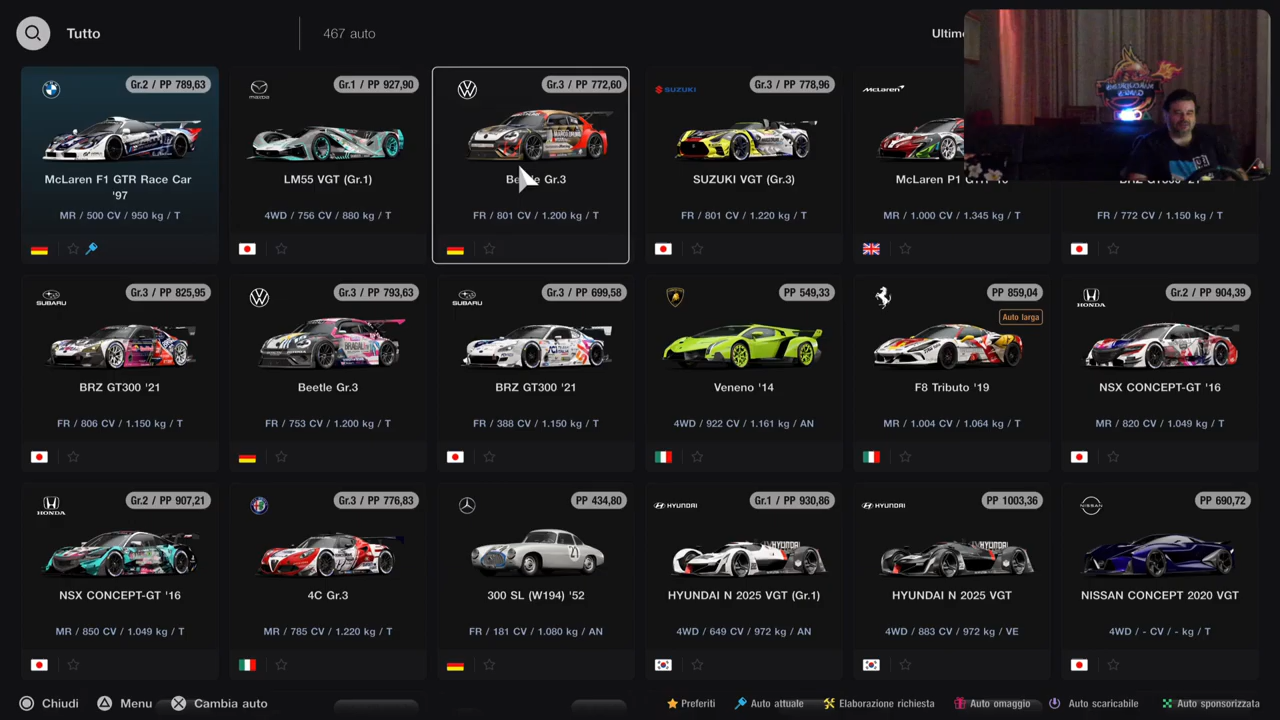 Tutto
467 auto
Ultime
Gr.2 / PP 789,63
McLaren F1 GTR Race Car
'97
MR / 500 CV / 950 kg / T
mazda
Gr.1 / PP 927,90
LM55 VGT (Gr.1)
4WD / 756 CV / 880 kg / T
Gr.3 / PP 772,60
Beetle Gr.3
FR / 801 CV / 1.200 kg / T
SUZUKI
Gr.3 / PP 778,96
SUZUKI VGT (Gr.3)
FR / 801 CV / 1.220 kg / T
McLaren
McLaren P1 GTR
MR / 1.000 CV / 1.345 kg / T
BRZ GT300 '21
FR / 772 CV / 1.150 kg / T
SUBARU
Gr.3 / PP 825,95
BRZ GT300 '21
FR / 806 CV / 1.150 kg / T
Gr.3 / PP 793,63
Beetle Gr.3
FR / 753 CV / 1.200 kg / T
SUBARU
Gr.3 / PP 699,58
BRZ GT300 '21
FR / 388 CV / 1.150 kg / T
PP 549,33
Veneno '14
4WD / 922 CV / 1.161 kg / AN
PP 859,04
Auto larga
F8 Tributo '19
MR / 1.004 CV / 1.064 kg / T
HONDA
Gr.2 / PP 904,39
NSX CONCEPT-GT '16
MR / 820 CV / 1.049 kg / T
HONDA
Gr.2 / PP 907,21
NSX CONCEPT-GT '16
MR / 850 CV / 1.049 kg / T
Gr.3 / PP 776,83
4C Gr.3
MR / 785 CV / 1.220 kg / T
PP 434,80
21
300 SL (W194) '52
FR / 181 CV / 1.080 kg / AN
HYUNDAI
Gr.1 / PP 930,86
HYUNDAI
HYUNDAI N 2025 VGT (Gr.1)
4WD / 649 CV / 972 kg / AN
HYUNDAI
PP 1003,36
HYUNDAI
HYUNDAI N 2025 VGT
4WD / 883 CV / 972 kg / VE
NISSAN
PP 690,72
NISSAN CONCEPT 2020 VGT
4WD / - CV / - kg / T
Chiudi
Menu
Cambia auto
Preferiti
Auto attuale
Elaborazione richiesta
Auto omaggio
Auto scaricabile
Auto sponsorizzata